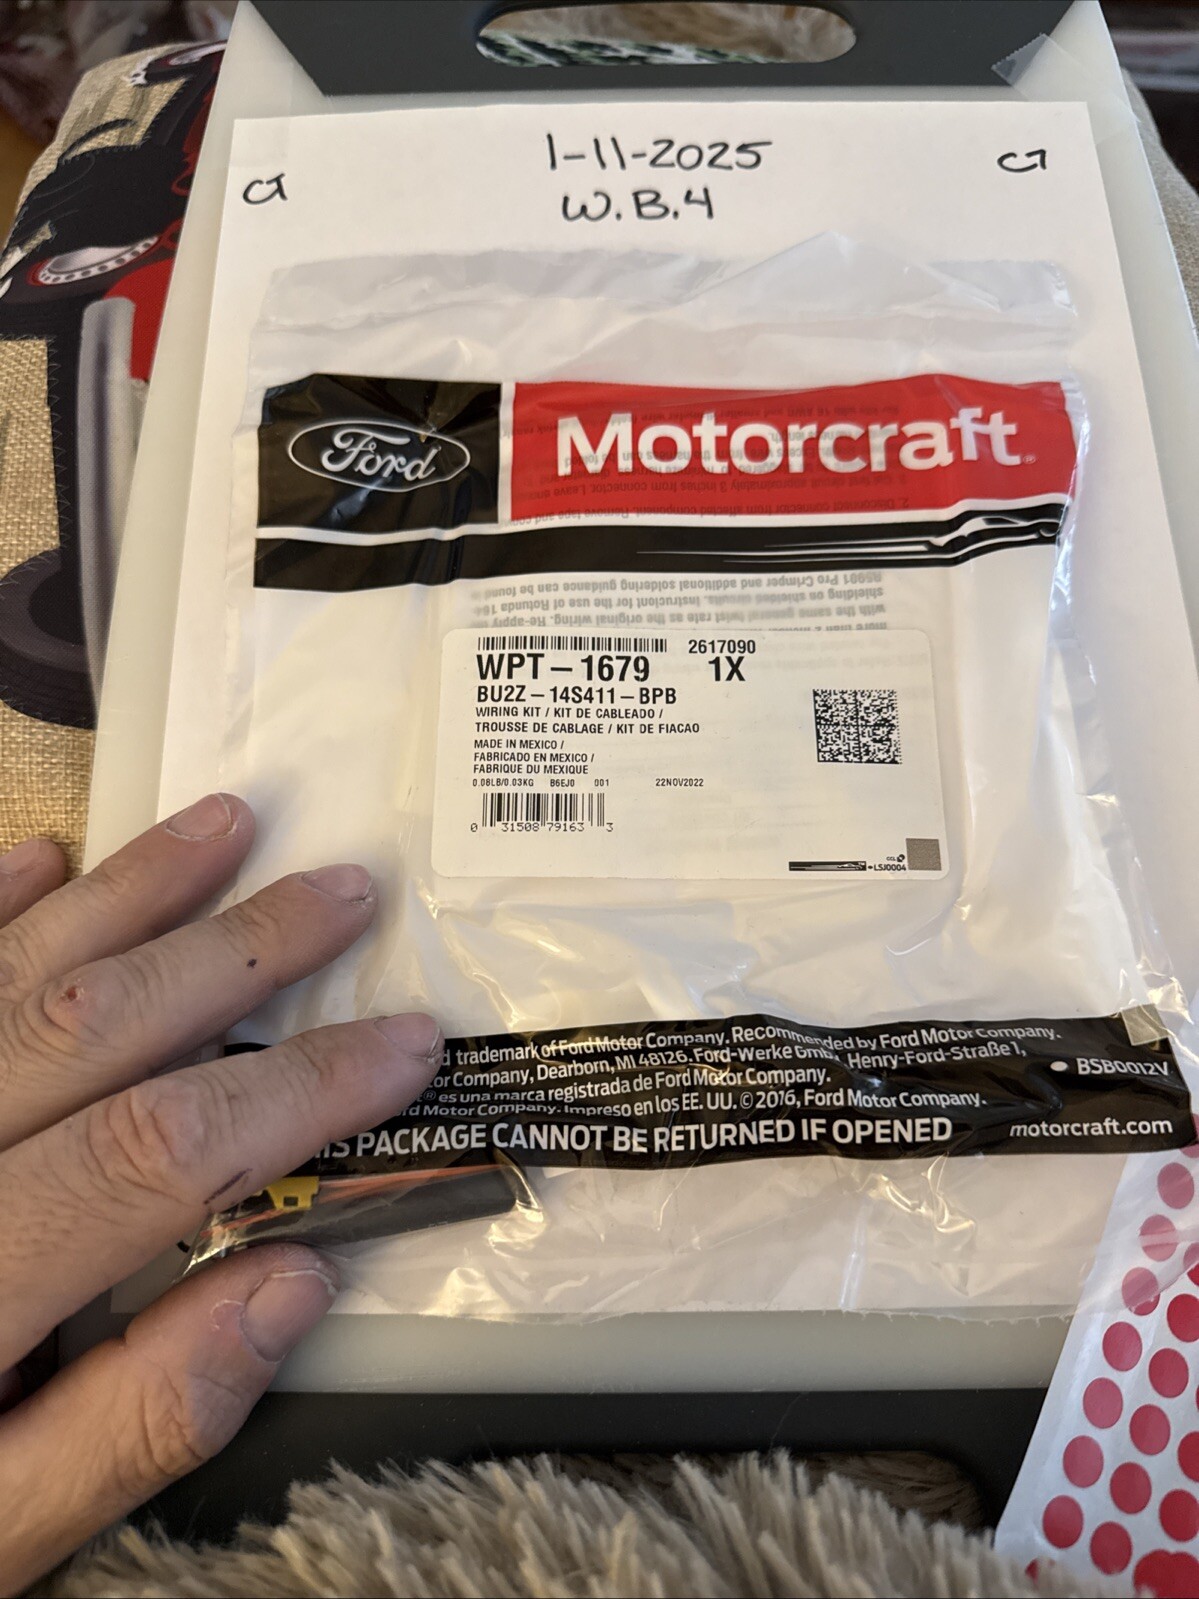 1-11-2025
W.B.4
Ford
Motorcraft®
2617090
WPT-1679 1X
BU2Z-14S411-BPB
WIRING KIT / KIT DE CABLEADO /
TROUSSE DE CABLAGE / KIT DE FIACAO
MADE IN MEXICO /
FABRICADO EN MEXICO /
FABRIQUE DU MEXIQUE
0.08LB/0.03KG B6EJ0 001 22NOV2022
0 31508 79163 3
CCL
LSJ0004
trademark of Ford Motor Company. Recommended by Ford Motor Company.
Company, Dearborn, MI 48126. Ford-Werke GmbH, Henry-Ford-Straße 1,
® es una marca registrada de Ford Motor Company.
BSB0012V
Motor Company. Impreso en los EE. UU. © 2016, Ford Motor Company.
PACKAGE CANNOT BE RETURNED IF OPENED
motorcraft.com